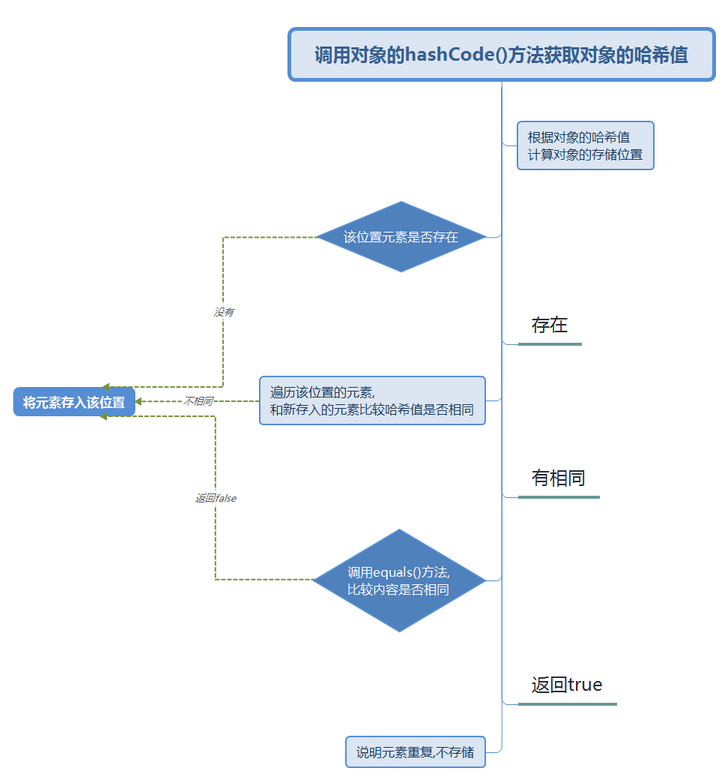 调用对象的hashCode()方法获取对象的哈希值
根据对象的哈希值
计算对象的存储位置
该位置元素是否存在
没有
存在
将元素存入该位置
不相同
遍历该位置的元素,
和新存入的元素比较哈希值是否相同
有相同
返回false
调用equals()方法,
比较内容是否相同
返回true
说明元素重复,不存储